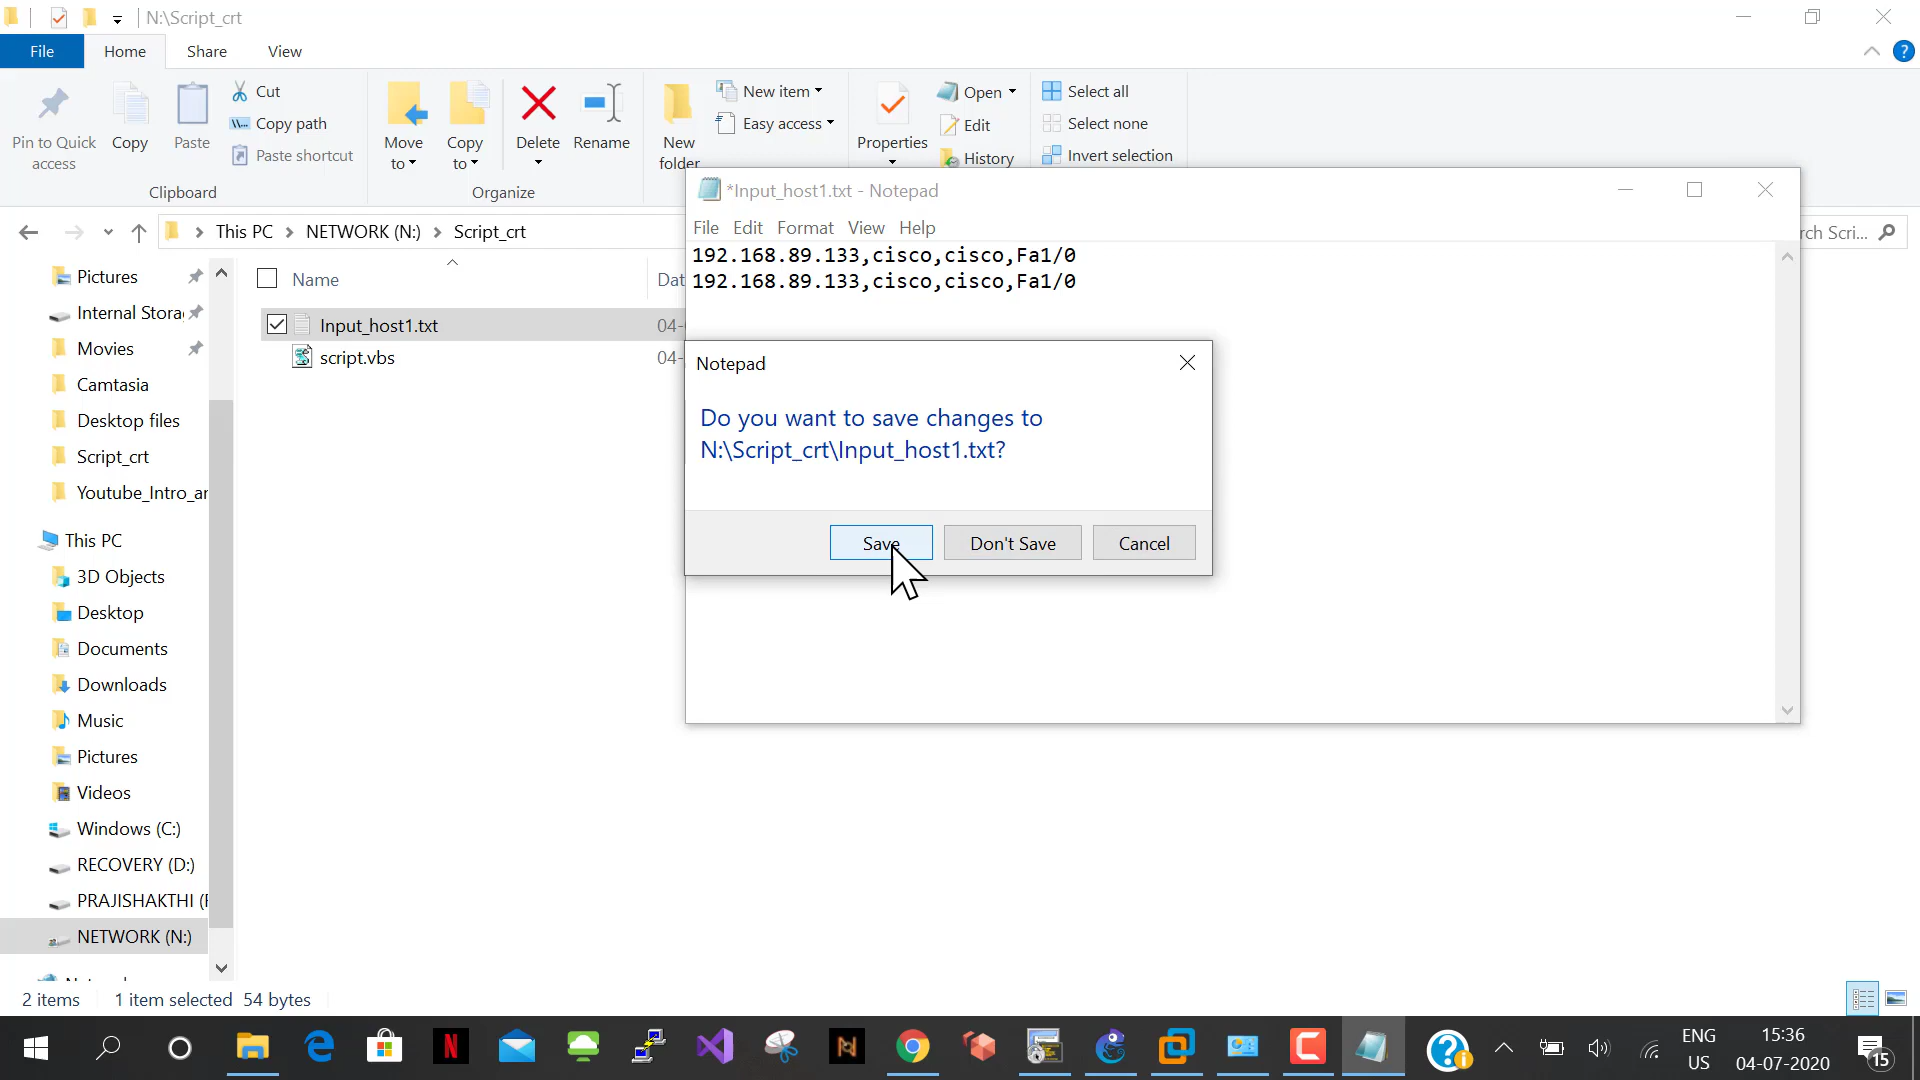 N:\Script_crt
File
Home
Share
View
Pin to Quick access
Copy
Paste
Cut
Copy path
Paste shortcut
Clipboard
Move to
Copy to
Delete
Rename
Organize
New folder
New item
Easy access
Properties
Open
Edit
History
Select all
Select none
Invert selection
This PC
NETWORK (N:)
Script_crt
rch Scri...
*Input_host1.txt - Notepad
File Edit Format View Help
192.168.89.133,cisco,cisco,Fa1/0
192.168.89.133,cisco,cisco,Fa1/0
Notepad
Do you want to save changes to
N:\Script_crt\Input_host1.txt?
Save
Don't Save
Cancel
Name
Dat
Input_host1.txt
04-
script.vbs
04-
Pictures
Internal Stora
Movies
Camtasia
Desktop files
Script_crt
Youtube_Intro_ar
This PC
3D Objects
Desktop
Documents
Downloads
Music
Pictures
Videos
Windows (C:)
RECOVERY (D:)
PRAJISHAKTHI (F
NETWORK (N:)
2 items
1 item selected 54 bytes
ENG
US
15:36
04-07-2020
15